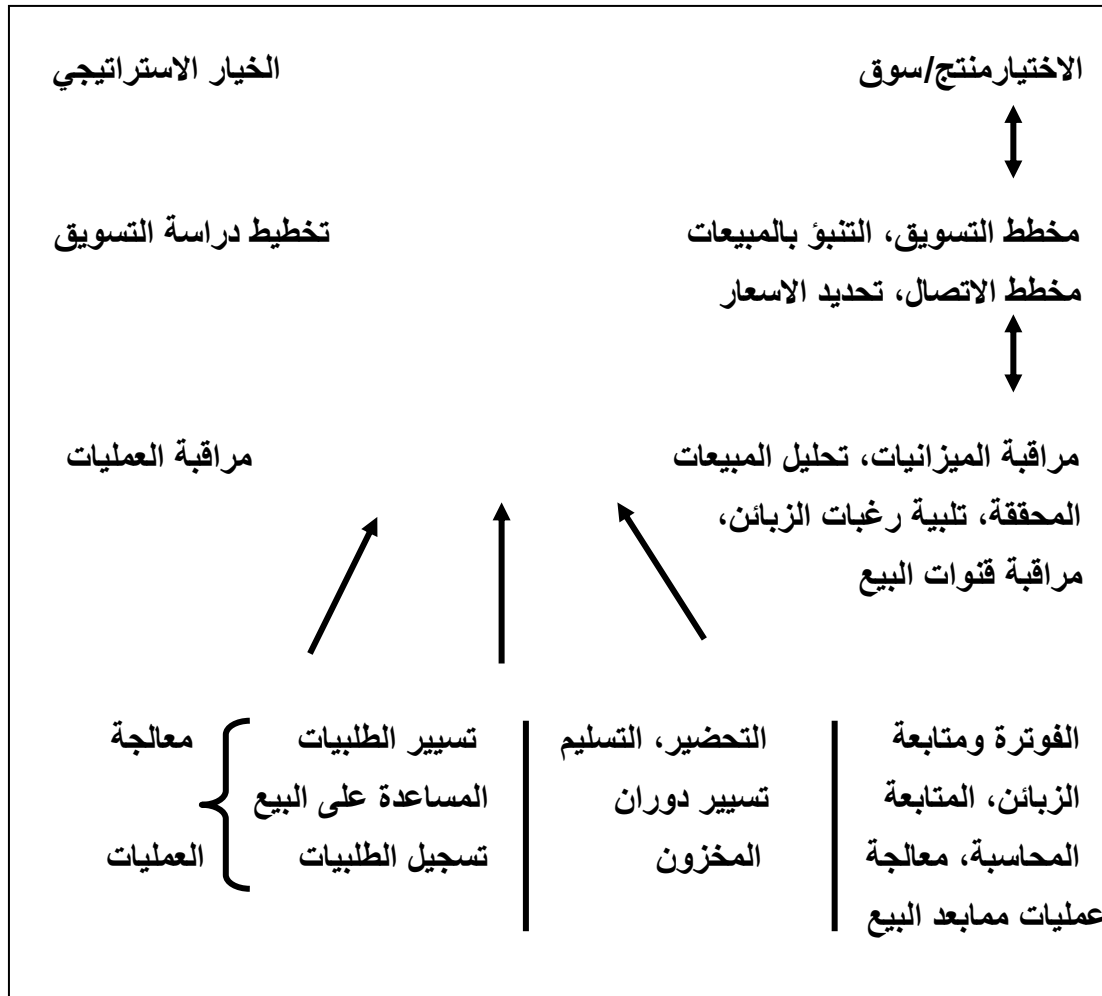 الاختيارمنتج/سوق
الخيار الاستراتيجي
مخطط التسويق، التنبؤ بالمبيعات
تخطيط دراسة التسويق
مخطط الاتصال، تحديد الاسعار
مراقبة الميزانيات، تحليل المبيعات
مراقبة العمليات
المحققة، تلبية رغبات الزبائن،
مراقبة قنوات البيع
الفوترة ومتابعة
الزبائن، المتابعة
المحاسبة، معالجة
عمليات ممابعد البيع
التحضير، التسليم
تسيير دوران
المخزون
تسيير الطلبيات
المساعدة على البيع
تسجيل الطلبيات
معالجة
العمليات